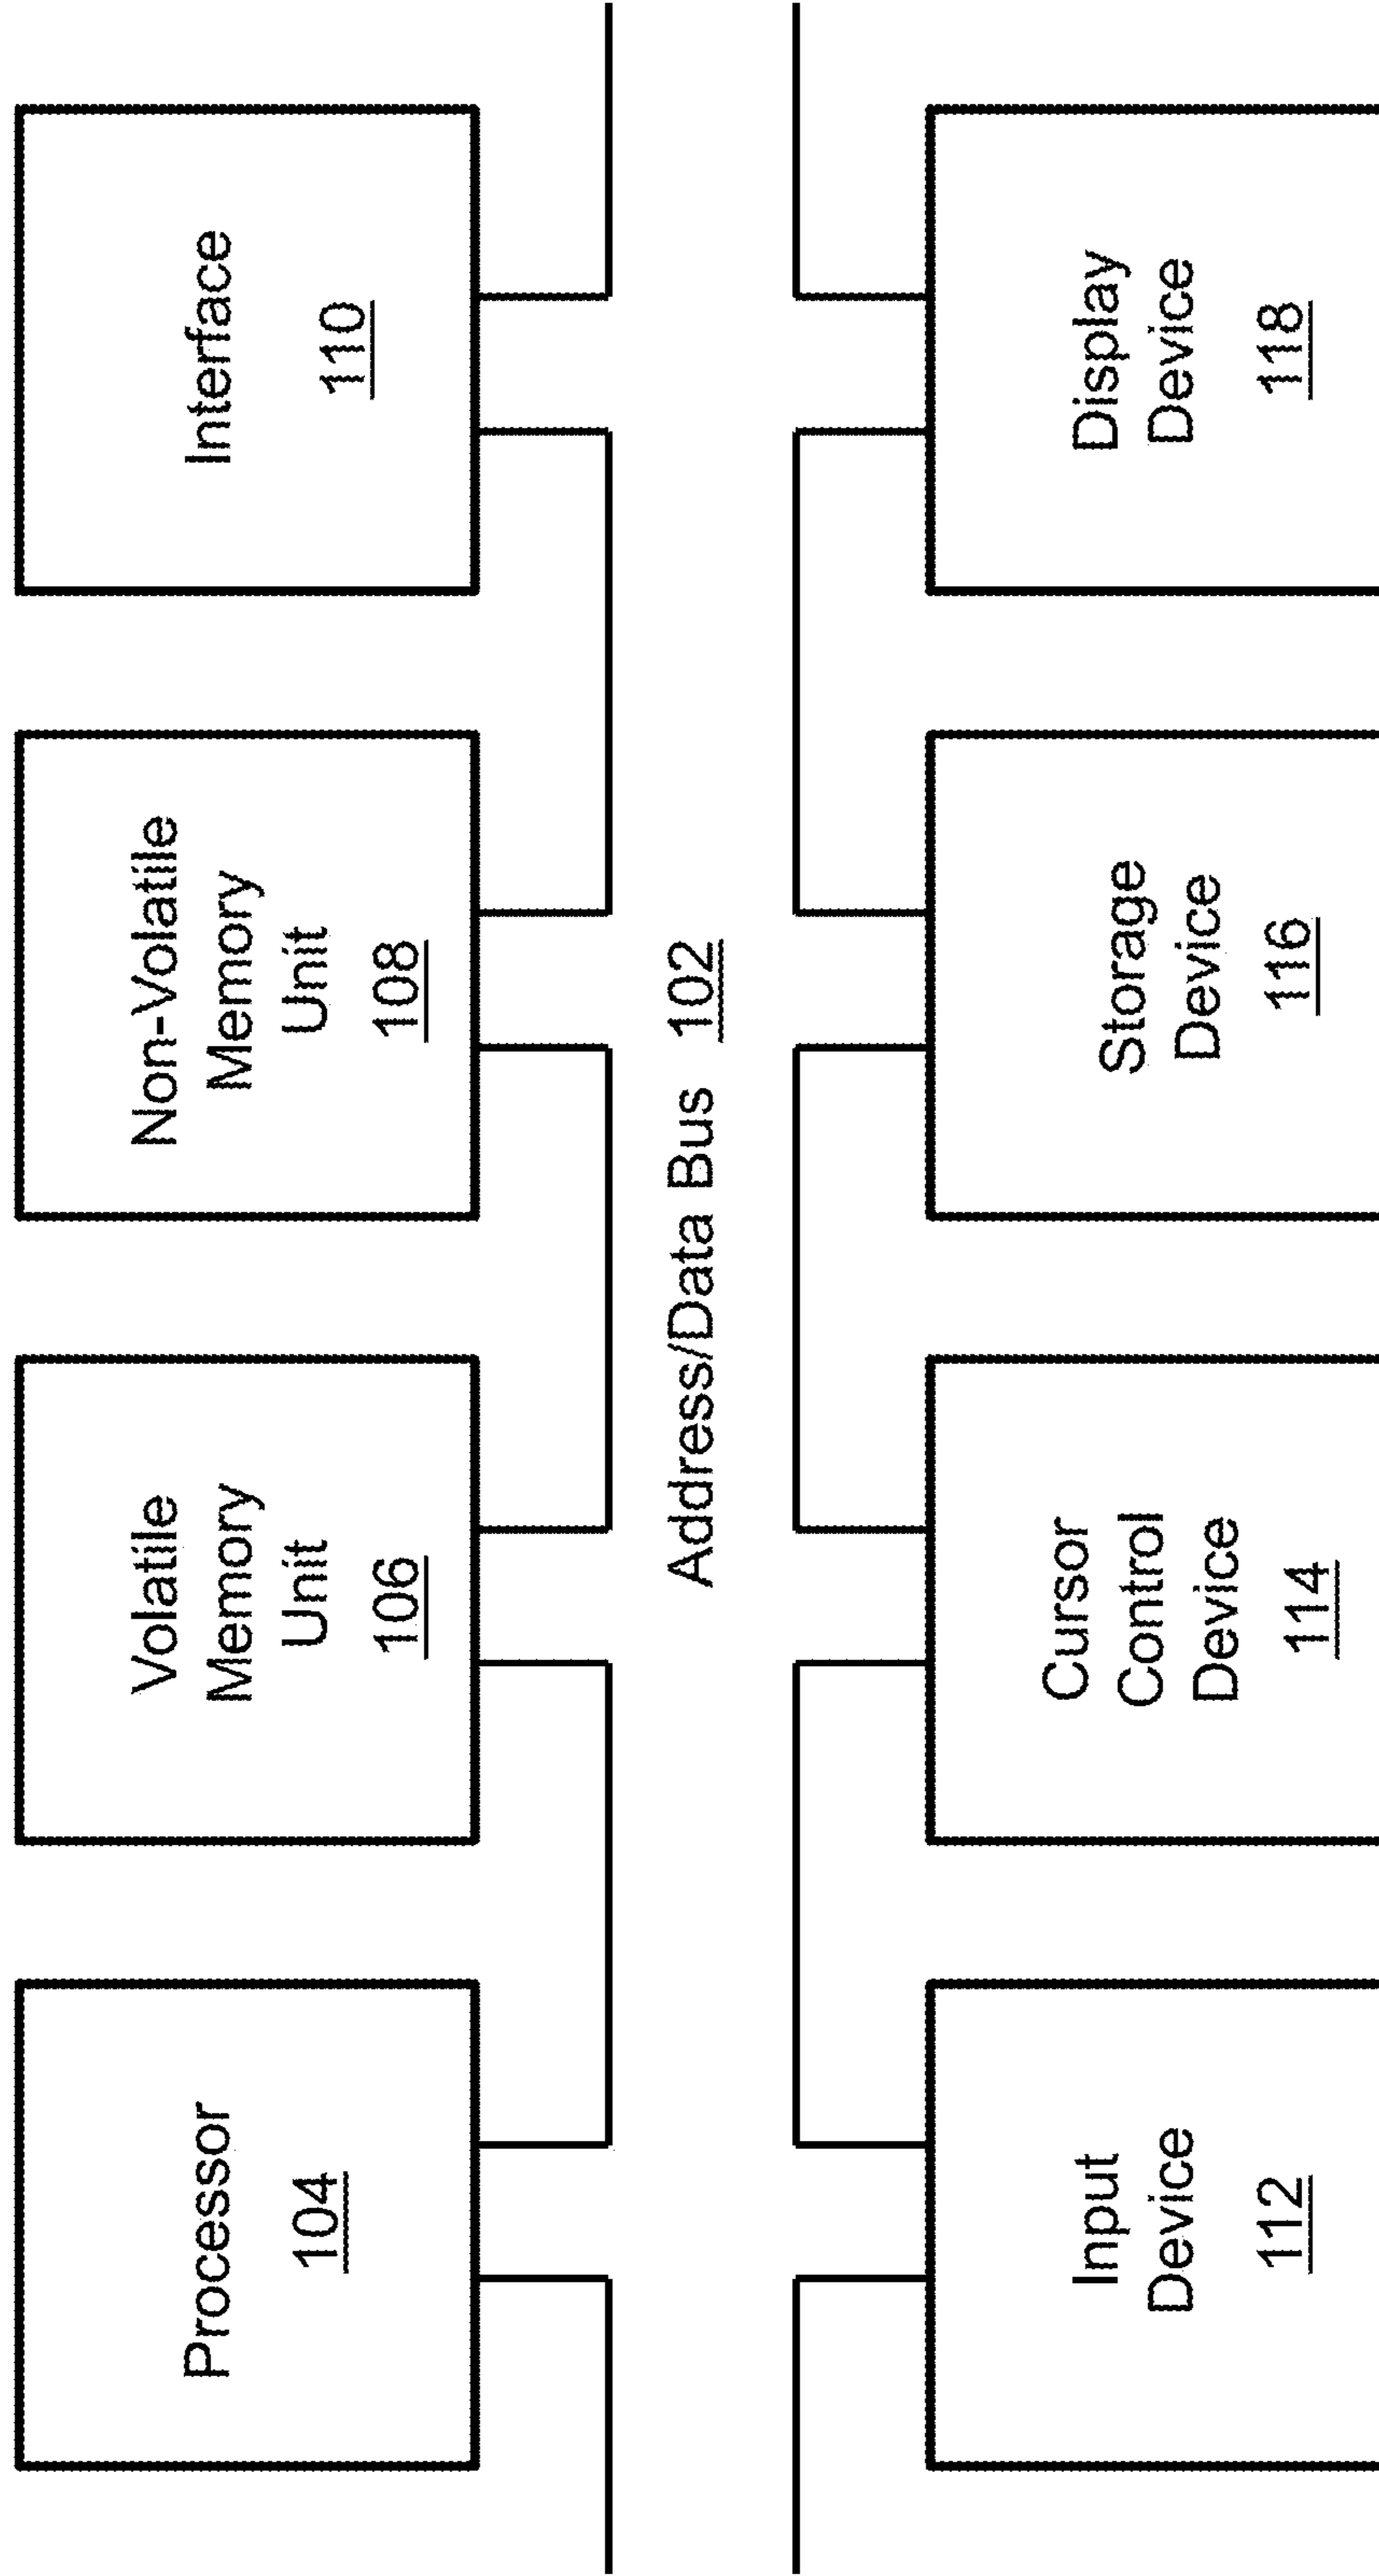 Processor
104
Volatile
Memory
Unit
106
Non-Volatile
Memory
Unit
108
Interface
110
Address/Data Bus 102
Input
Device
112
Cursor
Control
Device
114
Storage
Device
116
Display
Device
118